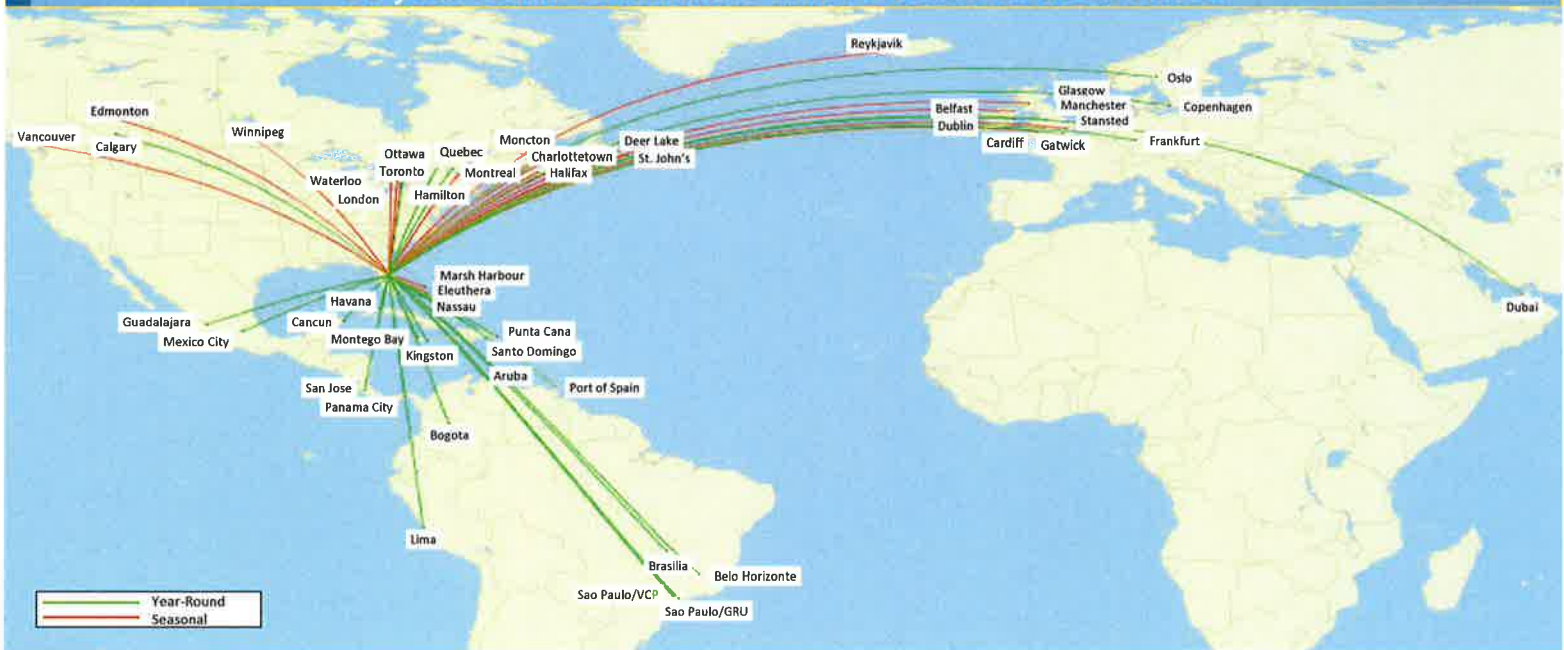 Reykjavik
Oslo
Glasgow
Edmonton
Belfast
Manchester
Copenhagen
Vancouver
Winnipeg
Stansted
Calgary
Moncton
Deer Lake
Dublin
Ottawa
Quebec
Charlottetown
St. John's
Cardiff
Gatwick
Frankfurt
Toronto
Montreal
Halifax
Waterloo
London
Hamilton
Marsh Harbour
Eleuthera
Nassau
Havana
Dubai
Guadalajara
Cancun
Punta Cana
Mexico City
Montego Bay
Santo Domingo
Kingston
Aruba
San Jose
Port of Spain
Panama City
Bogota
Lima
Brasilia
Belo Horizonte
Sao Paulo/VCP
Sao Paulo/GRU
Year-Round
Seasonal